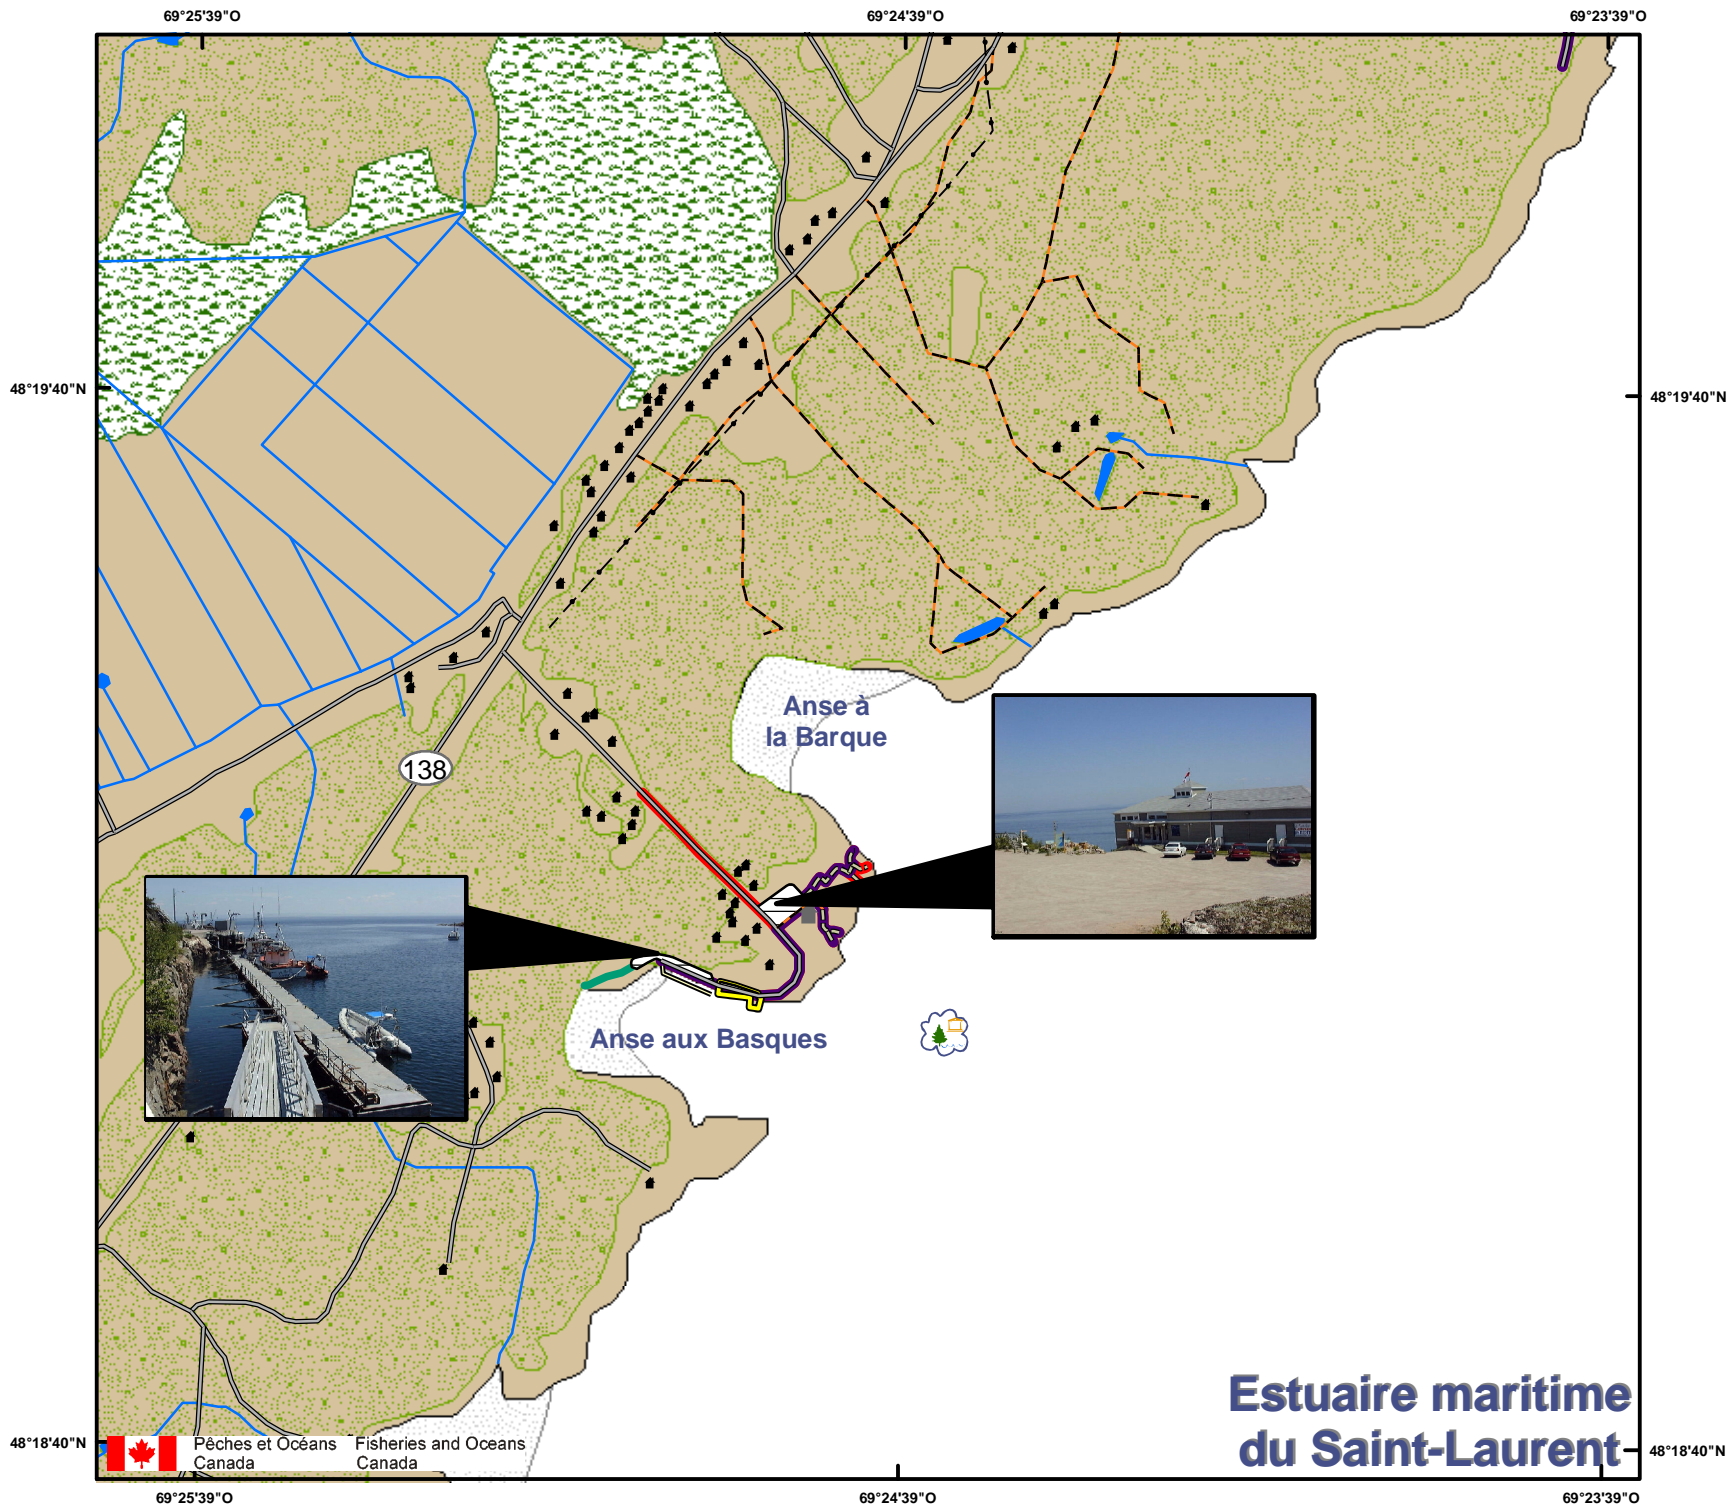 69°25'39"O
69°24'39"O
69°23'39"O
48°19'40"N
48°19'40"N
Anse à
la Barque
138
Anse aux Basques
Estuaire maritime
du Saint-Laurent
48°18'40"N
48°18'40"N
Pêches et Océans
Canada
Fisheries and Oceans
Canada
69°25'39"O
69°24'39"O
69°23'39"O